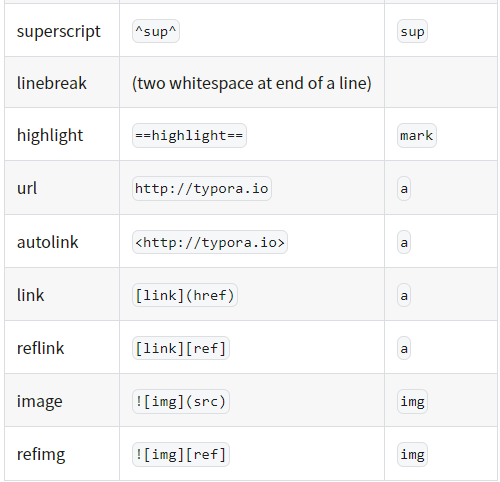 superscript ^sup^ sup
linebreak (two whitespace at end of a line)
highlight ==highlight== mark
url http://typora.io a
autolink <http://typora.io> a
link [link](href) a
reflink [link][ref] a
image ![img](src) img
refimg ![img][ref] img